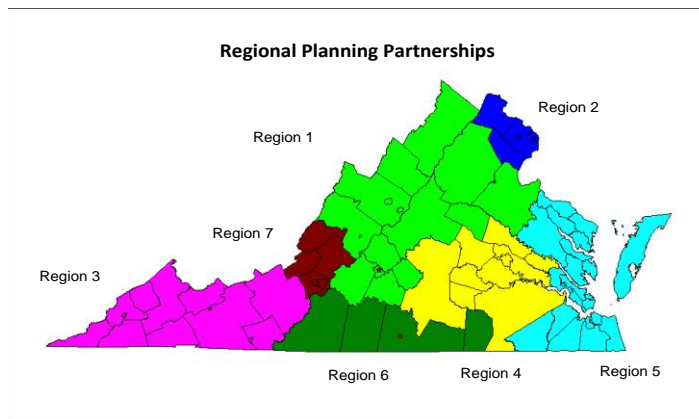 Regional Planning Partnerships
Region 2
Region 1
Region 7
Region 3
Region 6
Region 4
Region 5